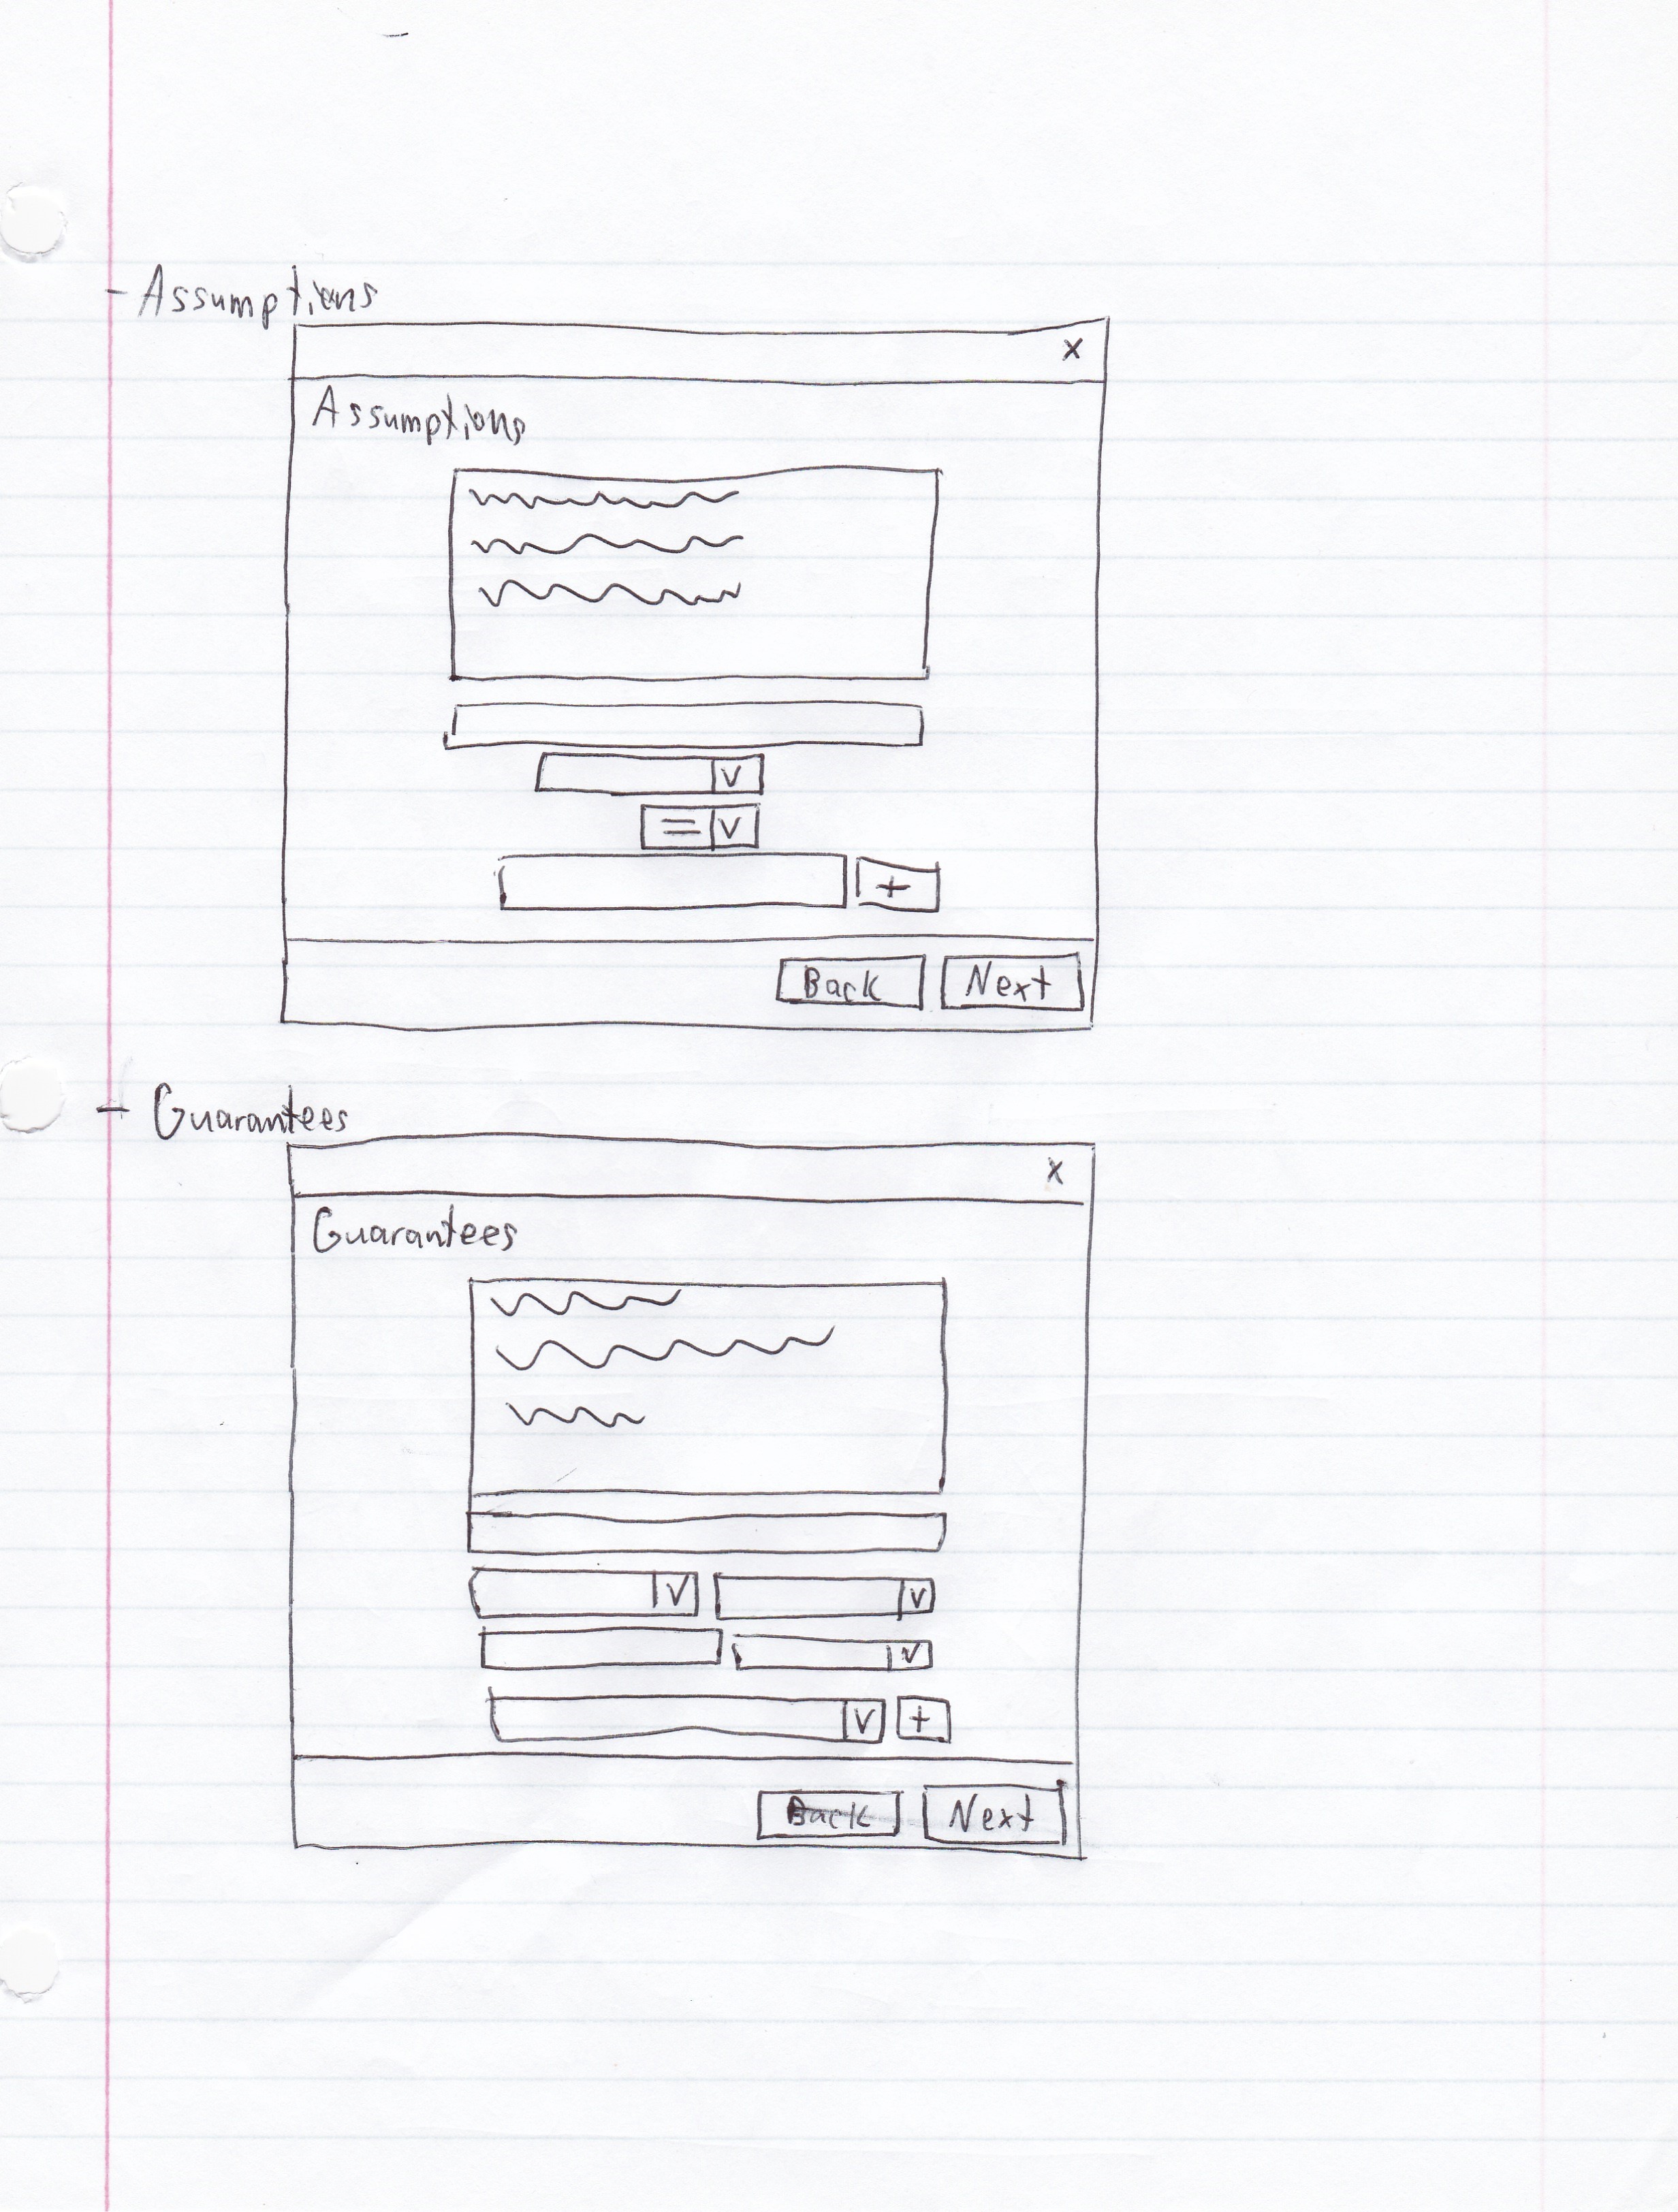 - Assumptions
x
Assumptions
v
= v
+
Back Next
- Guarantees
x
Guarantees
v v
v
v +
Back Next